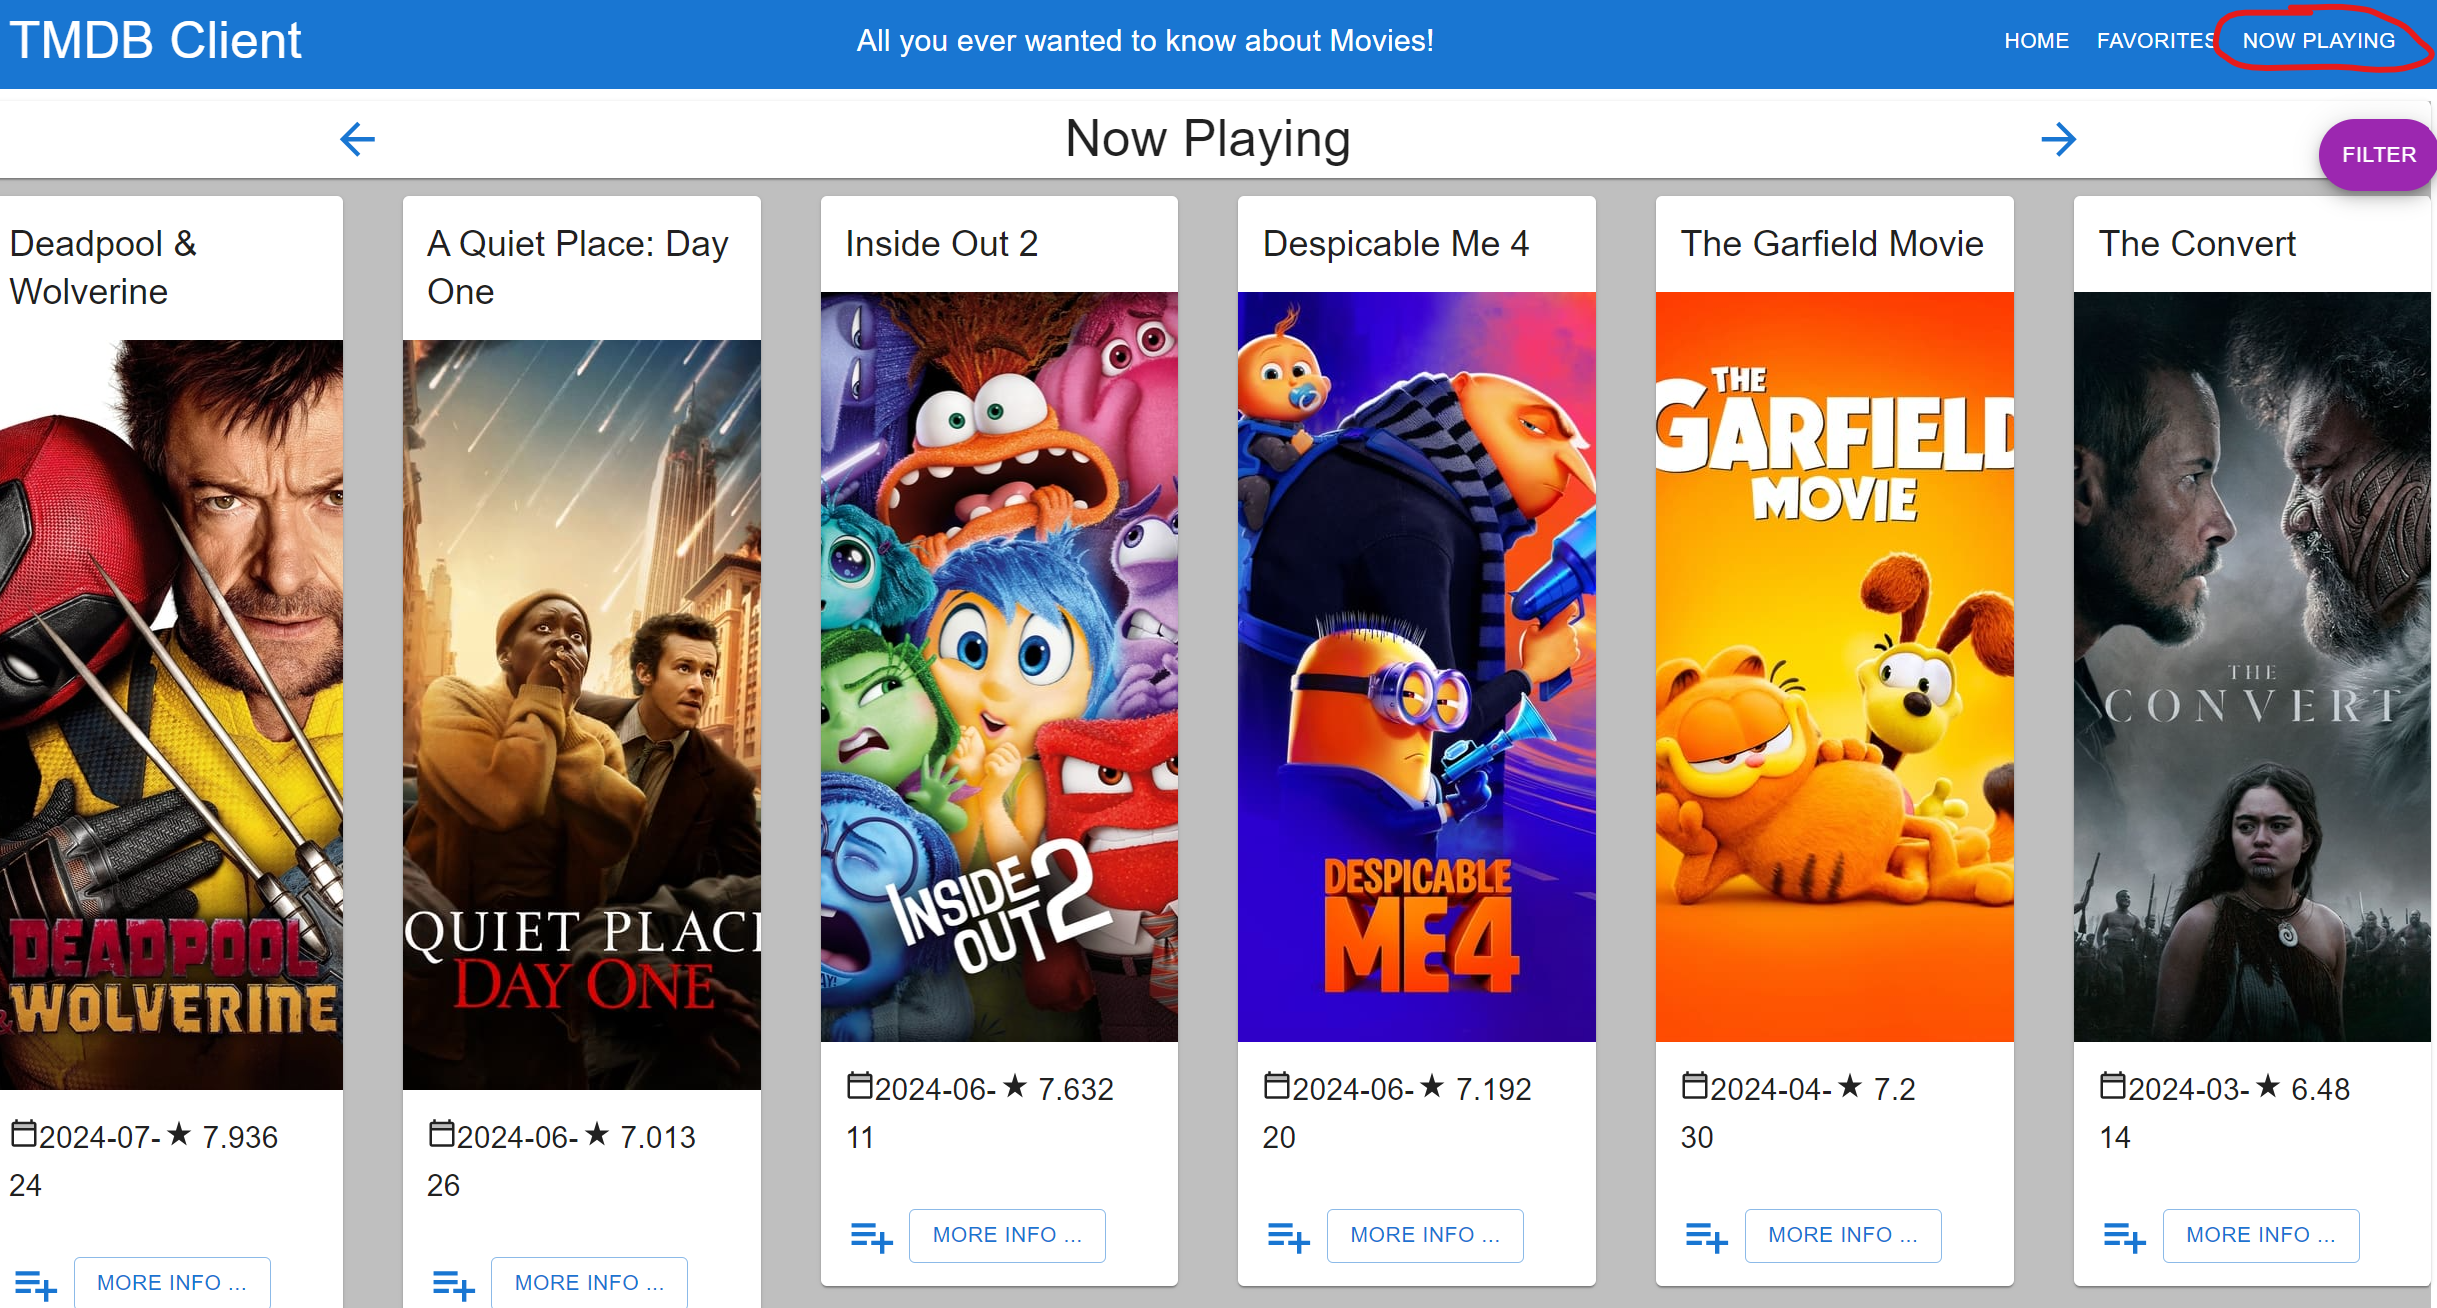 TMDB Client
All you ever wanted to know about Movies!
HOME FAVORITES NOW PLAYING
Now Playing
FILTER
Deadpool &
Wolverine
DEADPOOL
& WOLVERINE
2024-07- ★ 7.936
24
MORE INFO ...
A Quiet Place: Day
One
QUIET PLACE
DAY ONE
2024-06- ★ 7.013
26
MORE INFO ...
Inside Out 2
INSIDE
OUT 2
2024-06- ★ 7.632
11
MORE INFO ...
Despicable Me 4
DESPICABLE
ME4
2024-06- ★ 7.192
20
MORE INFO ...
The Garfield Movie
THE
GARFIELD
MOVIE
2024-04- ★ 7.2
30
MORE INFO ...
The Convert
THE
CONVERT
2024-03- ★ 6.48
14
MORE INFO ...